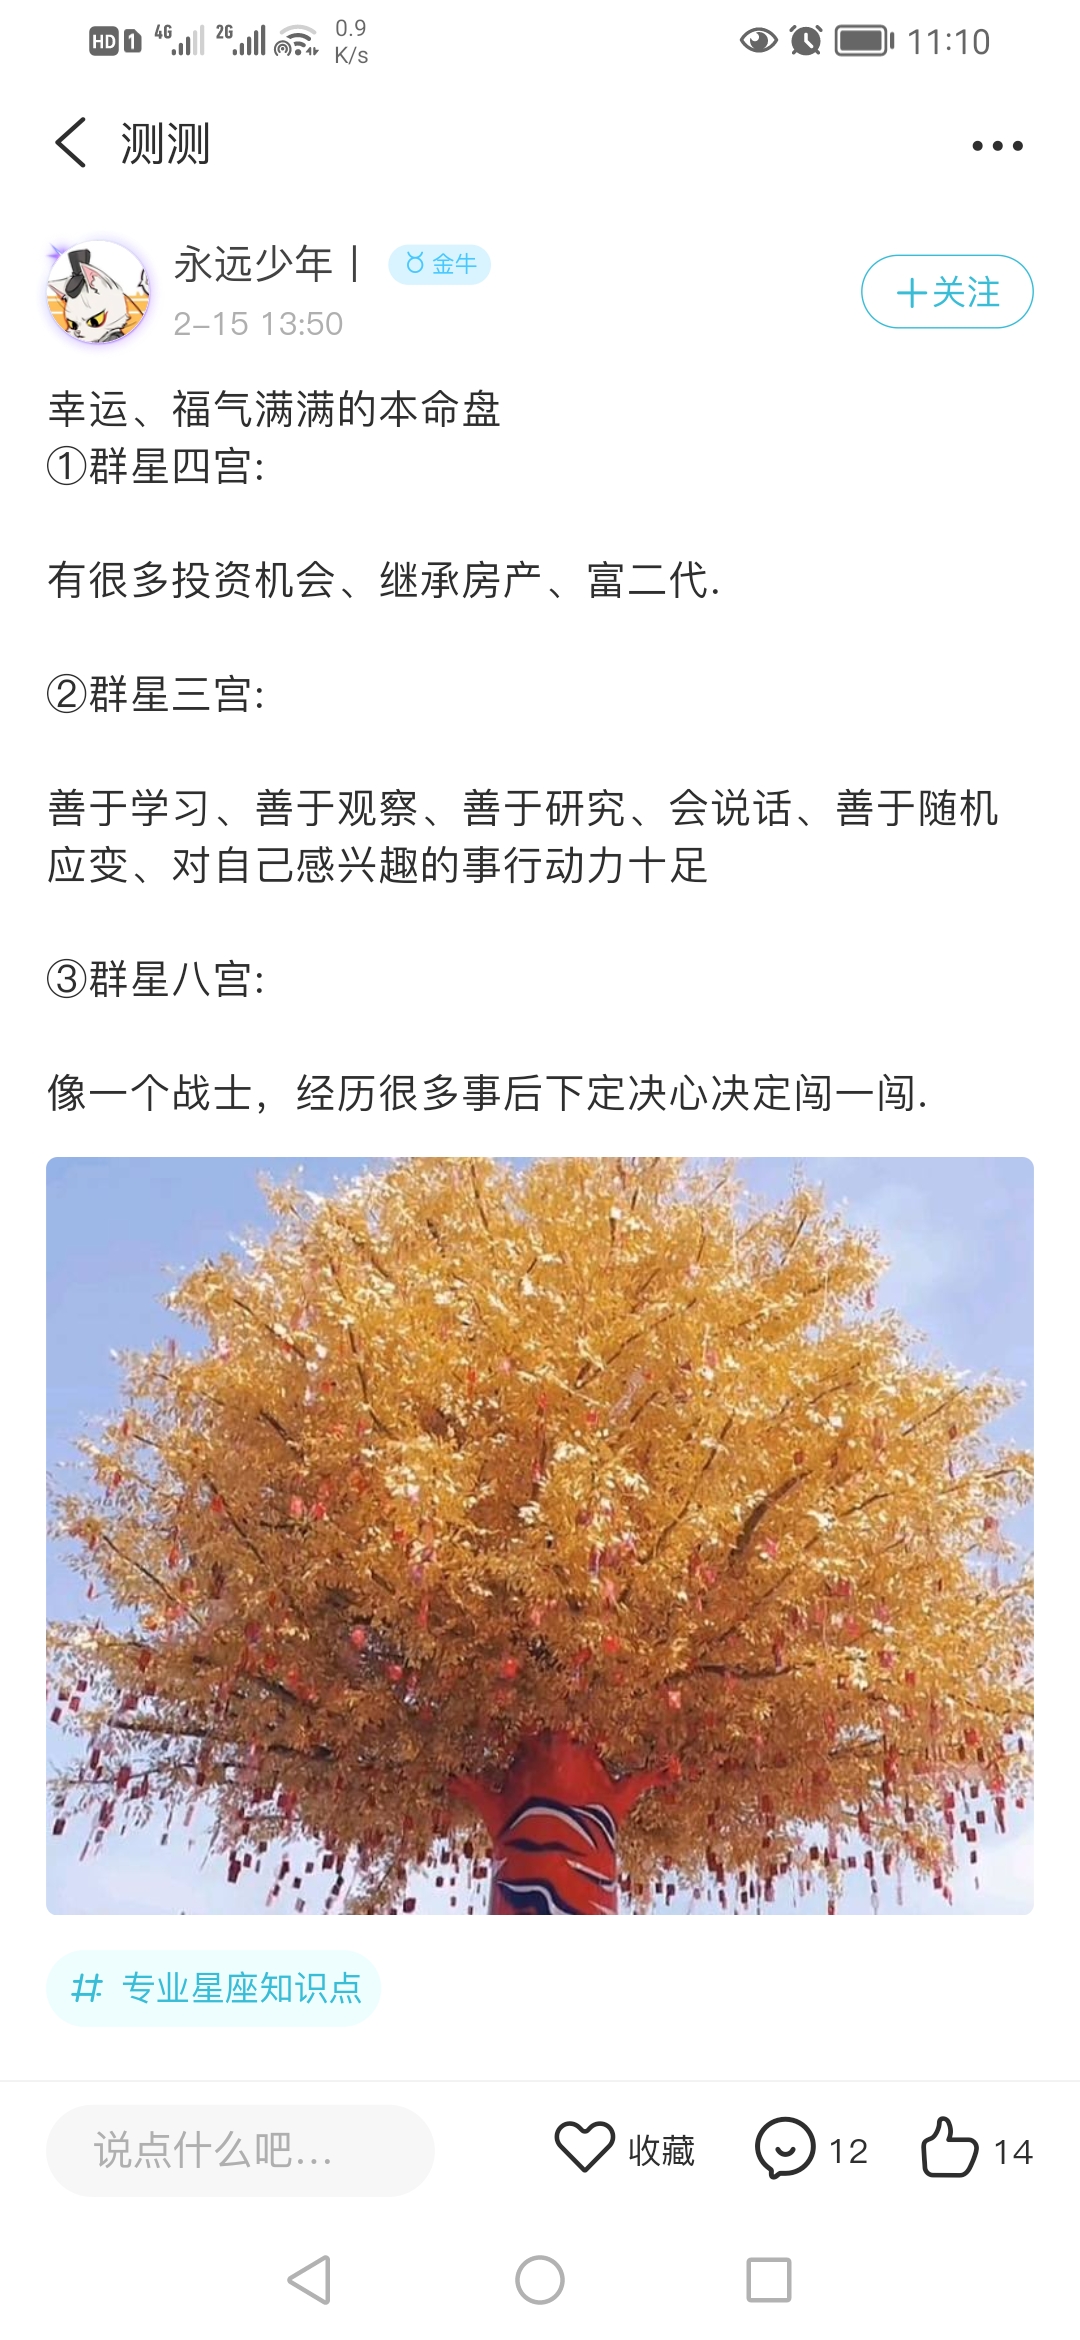 HD 1 4G 2G 0.9 K/s 11:10
测测
永远少年丨 金牛
2-15 13:50
+关注
幸运、福气满满的本命盘
①群星四宫:
有很多投资机会、继承房产、富二代.
②群星三宫:
善于学习、善于观察、善于研究、会说话、善于随机
应变、对自己感兴趣的事行动力十足
③群星八宫:
像一个战士，经历很多事后下定决心决定闯一闯.
# 专业星座知识点
说点什么吧... 收藏 12 14